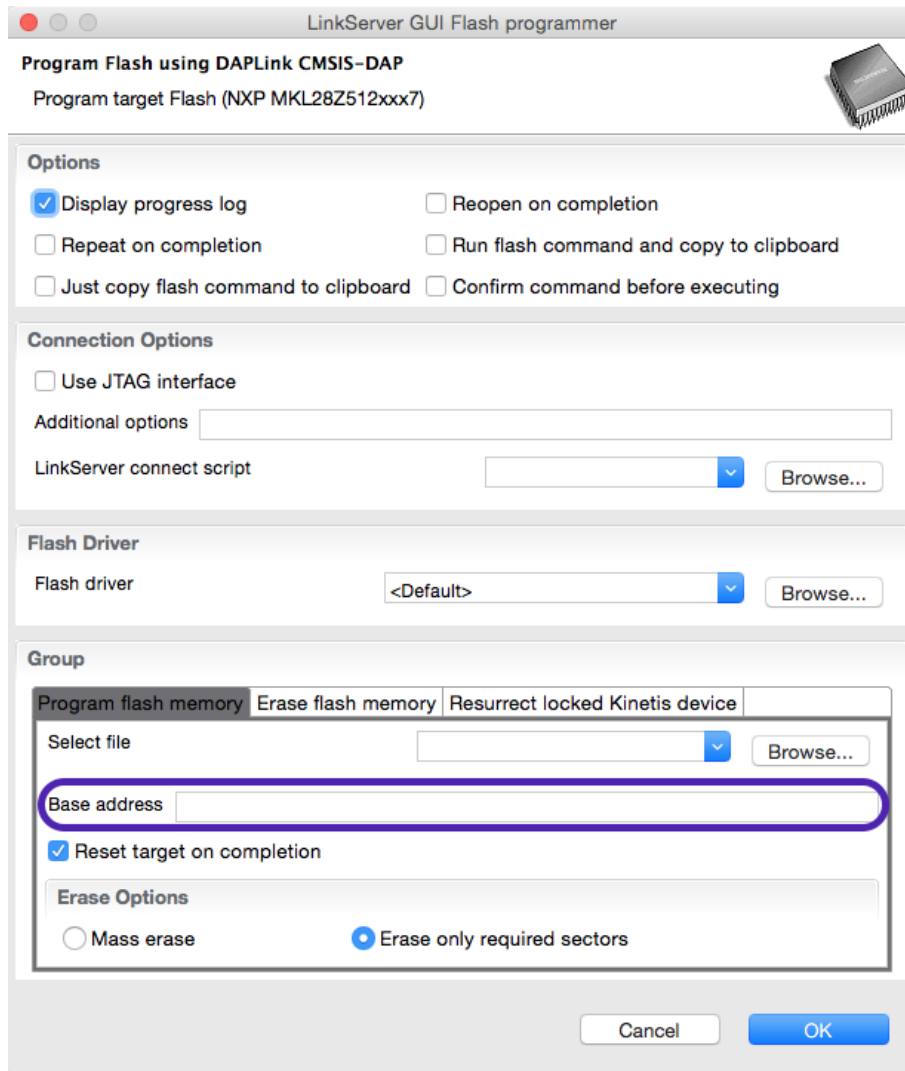 LinkServer GUI Flash programmer
Program Flash using DAPLink CMSIS-DAP
Program target Flash (NXP MKL28Z512xxx7)
Options
Display progress log
Reopen on completion
Repeat on completion
Run flash command and copy to clipboard
Just copy flash command to clipboard
Confirm command before executing
Connection Options
Use JTAG interface
Additional options
LinkServer connect script
Browse...
Flash Driver
Flash driver
<Default>
Browse...
Group
Program flash memory
Erase flash memory
Resurrect locked Kinetis device
Select file
Browse...
Base address
Reset target on completion
Erase Options
Mass erase
Erase only required sectors
Cancel
OK